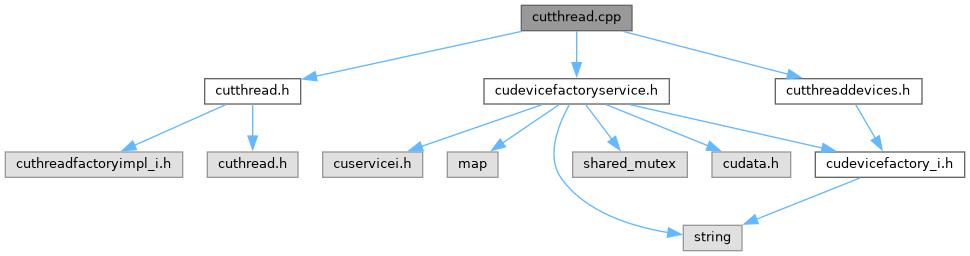 cutthread.cpp
cutthread.h
cudevicefactoryservice.h
cutthreaddevices.h
cuthreadfactoryimpl_i.h
cuthread.h
cuservicei.h
map
shared_mutex
cudata.h
cudevicefactory_i.h
string